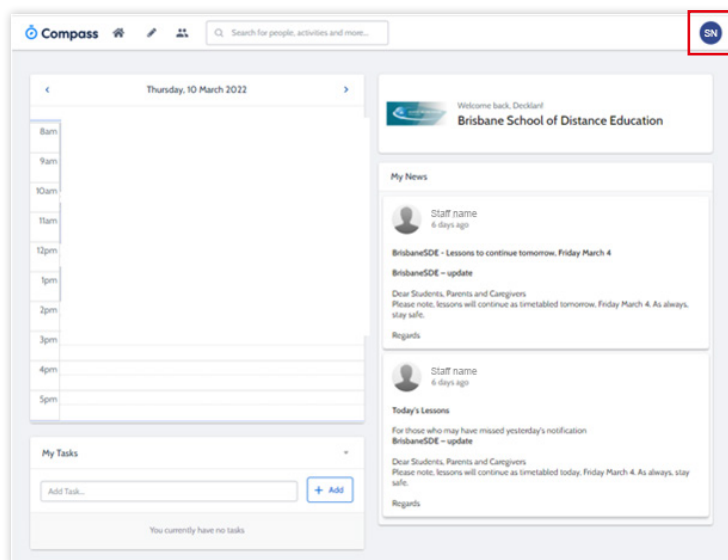 Compass
Search for people, activities and more...
SN
Thursday, 10 March 2022
8am
9am
10am
11am
12pm
1pm
2pm
3pm
4pm
5pm
My Tasks
Add Task...
+ Add
You currently have no tasks
Welcome back, Decklan!
Brisbane School of Distance Education
My News
Staff name
6 days ago
BrisbaneSDE - Lessons to continue tomorrow, Friday March 4
BrisbaneSDE – update
Dear Students, Parents and Caregivers
Please note, lessons will continue as timetabled tomorrow, Friday March 4. As always,
stay safe.
Regards
Staff name
6 days ago
Today's Lessons
For those who may have missed yesterday's notification
BrisbaneSDE – update
Dear Students, Parents and Caregivers
Please note, lessons will continue as timetabled today, Friday March 4. As always, stay
safe.
Regards